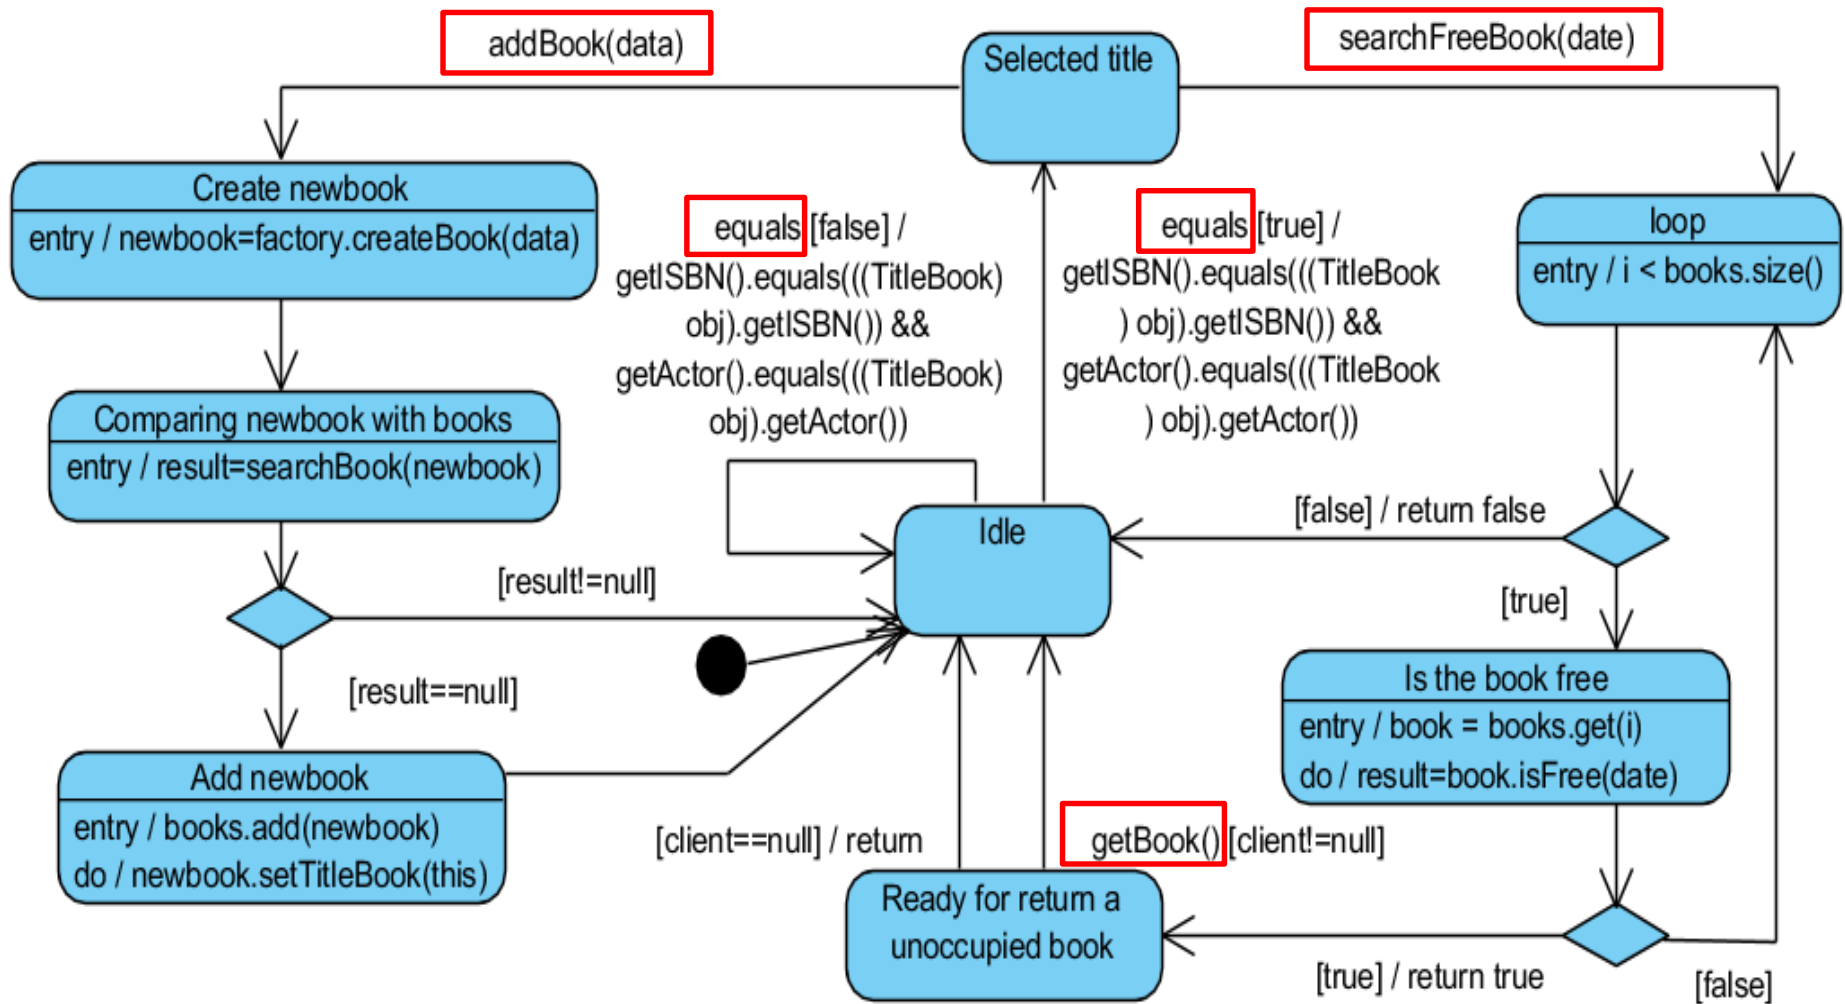 addBook(data)
searchFreeBook(date)
Selected title
Create newbook
entry / newbook=factory.createBook(data)
equals [false] /
getISBN().equals(((TitleBook)
obj).getISBN()) &&
getActor().equals(((TitleBook)
obj).getActor())
equals [true] /
getISBN().equals(((TitleBook
) obj).getISBN()) &&
getActor().equals(((TitleBook
) obj).getActor())
loop
entry / i < books.size()
Comparing newbook with books
entry / result=searchBook(newbook)
Idle
[false] / return false
[result!=null]
[true]
[result==null]
Is the book free
entry / book = books.get(i)
do / result=book.isFree(date)
Add newbook
entry / books.add(newbook)
do / newbook.setTitleBook(this)
[client==null] / return
getBook() [client!=null]
Ready for return a
unoccupied book
[true] / return true
[false]